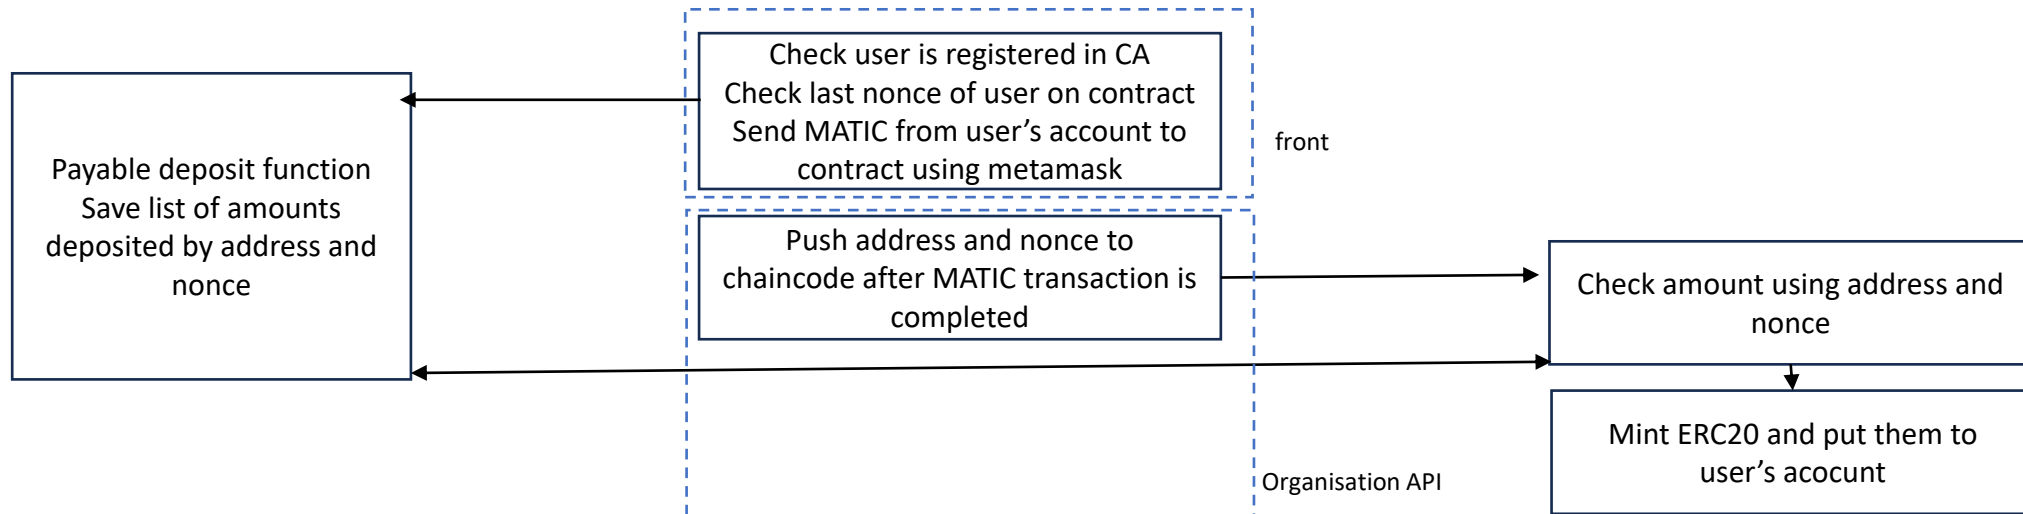 Payable deposit function
Save list of amounts
deposited by address and
nonce
Check user is registered in CA
Check last nonce of user on contract
Send MATIC from user’s account to
contract using metamask
front
Push address and nonce to
chaincode after MATIC transaction is
completed
Organisation API
Check amount using address and
nonce
Mint ERC20 and put them to
user’s acocunt